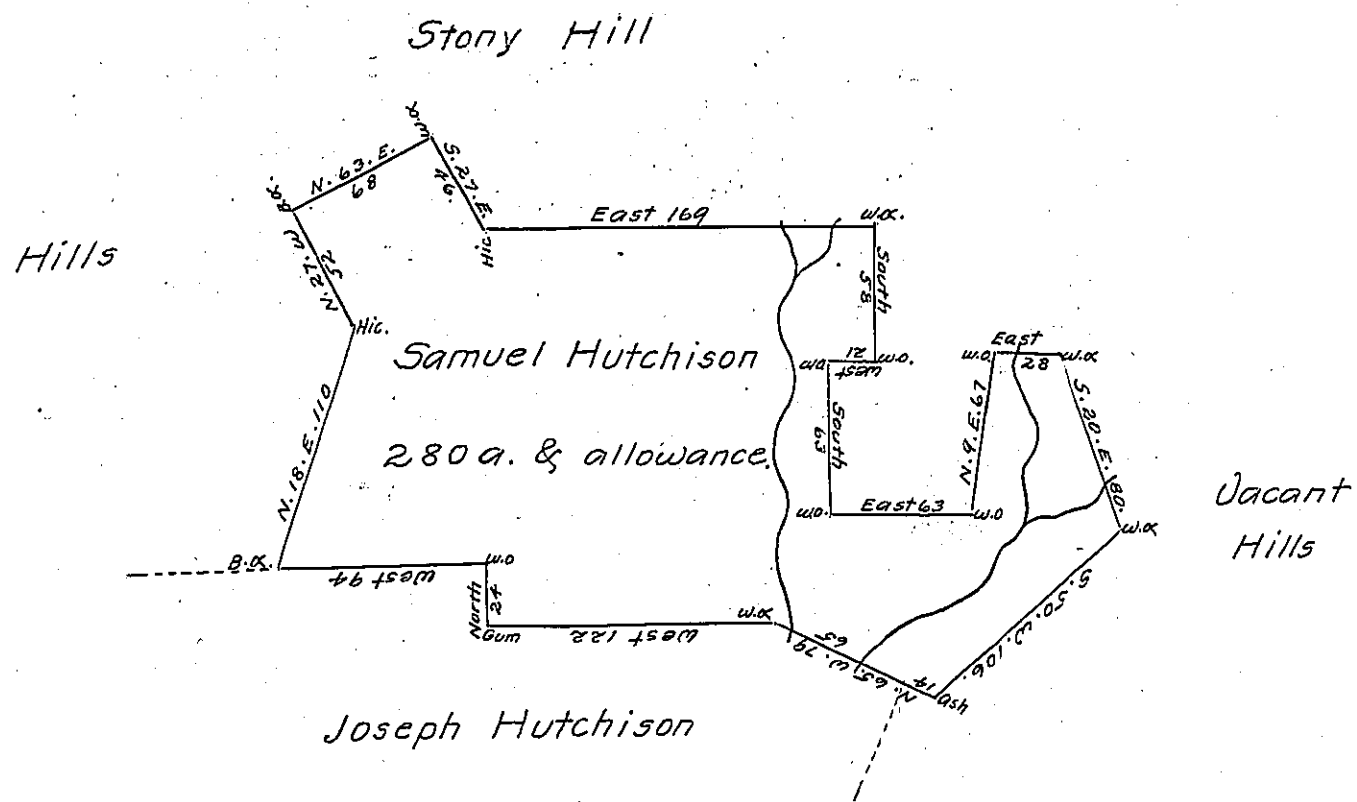 Stony Hill
W.O.
N. 63. E.
68
S. 27. E.
46.
B.O.
N. 27. W
52
Hic.
East 169
W.O.
Hills
South
58
Hic.
Samuel Hutchison
W.O
21
West
W.O.
W.O
East
28
W.O
N. 18. E. 110
280 a. & allowance.
South
63
N. 9. E. 67
S. 20. E. 80.
Vacant
Hills
W.O.
East 63
W.O
W.O
B.O.
West 94
W.O
North
24
Gum
West 122
W.O
65
N. 65. W. 79
14
Ash
S. 50. W. 106.
Joseph Hutchison